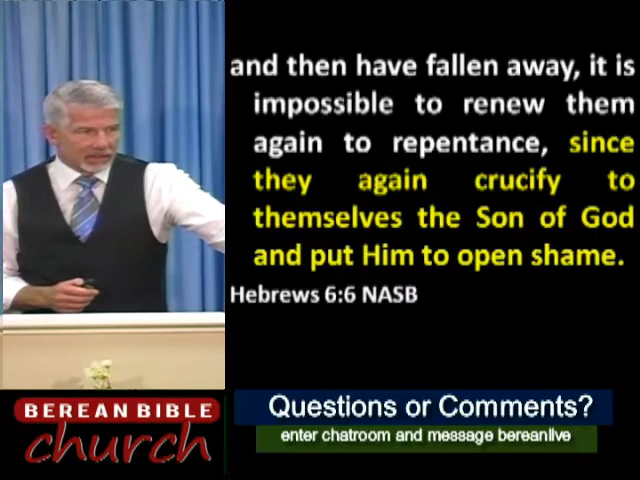 and then have fallen away, it is
impossible to renew them
again to repentance, since
they again crucify to
themselves the Son of God
and put Him to open shame.
Hebrews 6:6 NASB
BEREAN BIBLE
church
Questions or Comments?
enter chatroom and message bereanlive